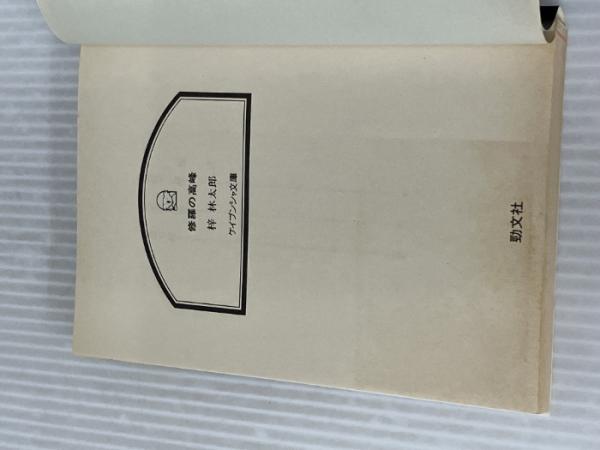 修羅の高峰
梓 林太郎
ケイブンシャ文庫
勁文社